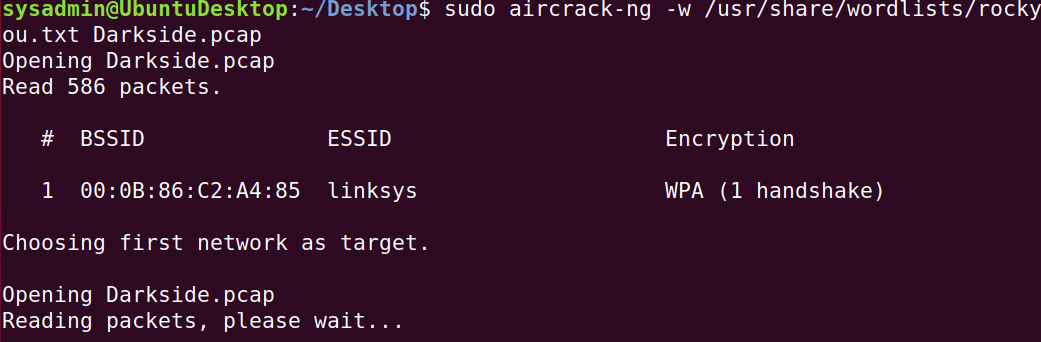 sysadmin@UbuntuDesktop:~/Desktop$ sudo aircrack-ng -w /usr/share/wordlists/rocky
ou.txt Darkside.pcap
Opening Darkside.pcap
Read 586 packets.
# BSSID ESSID Encryption
1 00:0B:86:C2:A4:85 linksys WPA (1 handshake)
Choosing first network as target.
Opening Darkside.pcap
Reading packets, please wait...